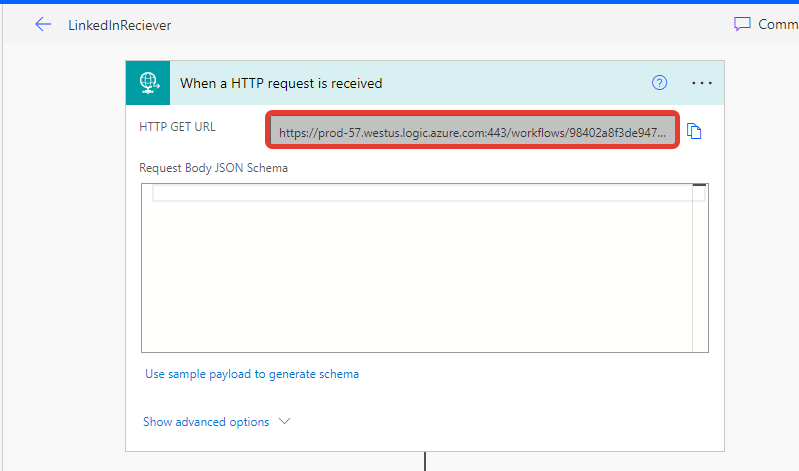 LinkedInReciever
Comm
When a HTTP request is received
HTTP GET URL
https://prod-57.westus.logic.azure.com:443/workflows/98402a8f3de947...
Request Body JSON Schema
Use sample payload to generate schema
Show advanced options